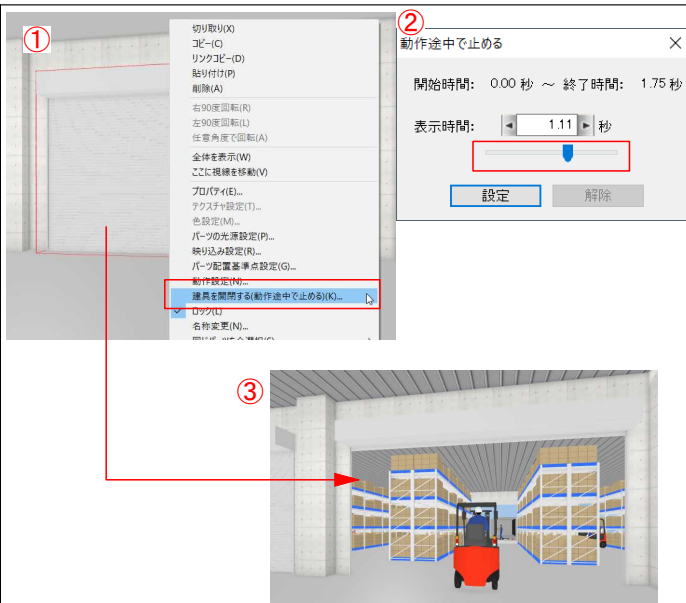 ①
切り取り(X)
コピー(C)
リンクコピー(D)
貼り付け(P)
削除(A)
右90度回転(R)
左90度回転(L)
任意角度で回転(A)
全体を表示(W)
ここに視線を移動(V)
プロパティ(E)...
テクスチャ設定(T)...
色設定(M)...
パーツの光源設定(P)...
映り込み設定(R)...
パーツ配置基準点設定(G)...
動作設定(N)...
建具を開閉する(動作途中で止める)(K)...
ロック(L)
名称変更(N)...
②
動作途中で止める
開始時間: 0.00 秒 ～ 終了時間: 1.75 秒
表示時間: 1.11 秒
設定 解除
③